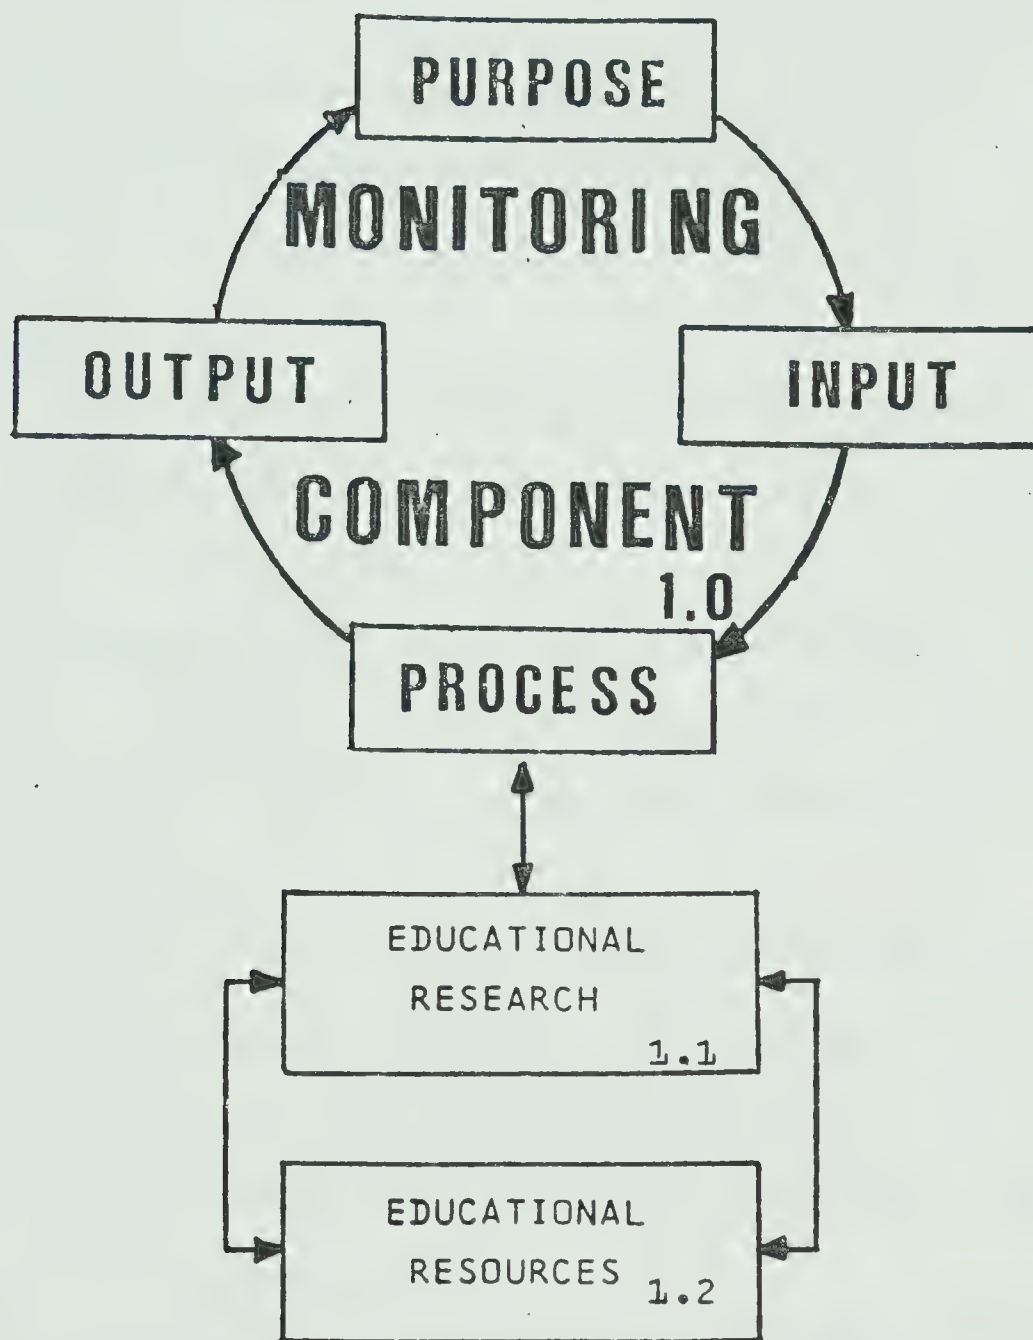 PURPOSE
MONITORING
OUTPUT
INPUT
COMPONENT
1.0
PROCESS
EDUCATIONAL
RESEARCH
1.1
EDUCATIONAL
RESOURCES
1.2